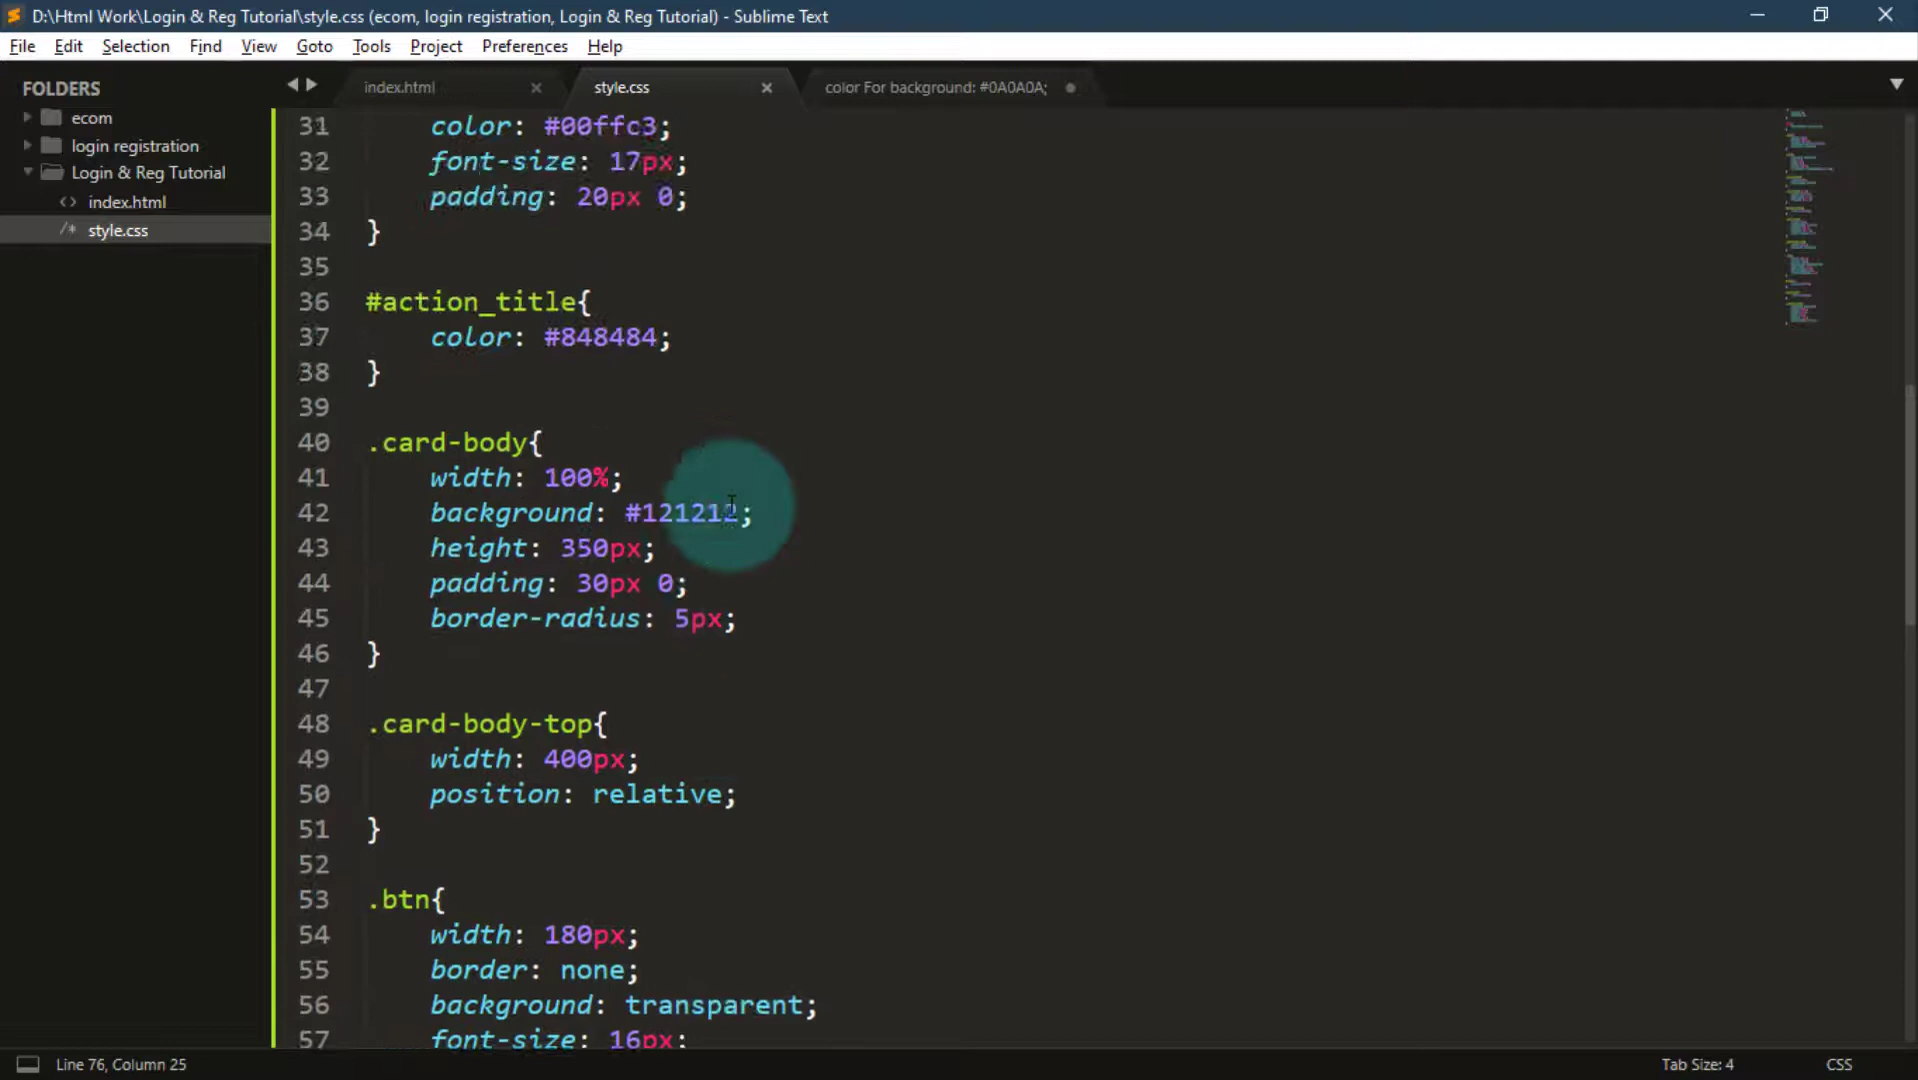 D:\Html Work\Login & Reg Tutorial\style.css (ecom, login registration, Login & Reg Tutorial) - Sublime Text
File Edit Selection Find View Goto Tools Project Preferences Help
FOLDERS
ecom
login registration
Login & Reg Tutorial
<> index.html
/* style.css
index.html
style.css
color For background: #0A0A0A;
31 color: #00ffc3;
32 font-size: 17px;
33 padding: 20px 0;
34 }
35
36 #action_title{
37 color: #848484;
38 }
39
40 .card-body{
41 width: 100%;
42 background: #121212;
43 height: 350px;
44 padding: 30px 0;
45 border-radius: 5px;
46 }
47
48 .card-body-top{
49 width: 400px;
50 position: relative;
51 }
52
53 .btn{
54 width: 180px;
55 border: none;
56 background: transparent;
57 font-size: 16px;
Line 76, Column 25
Tab Size: 4
CSS